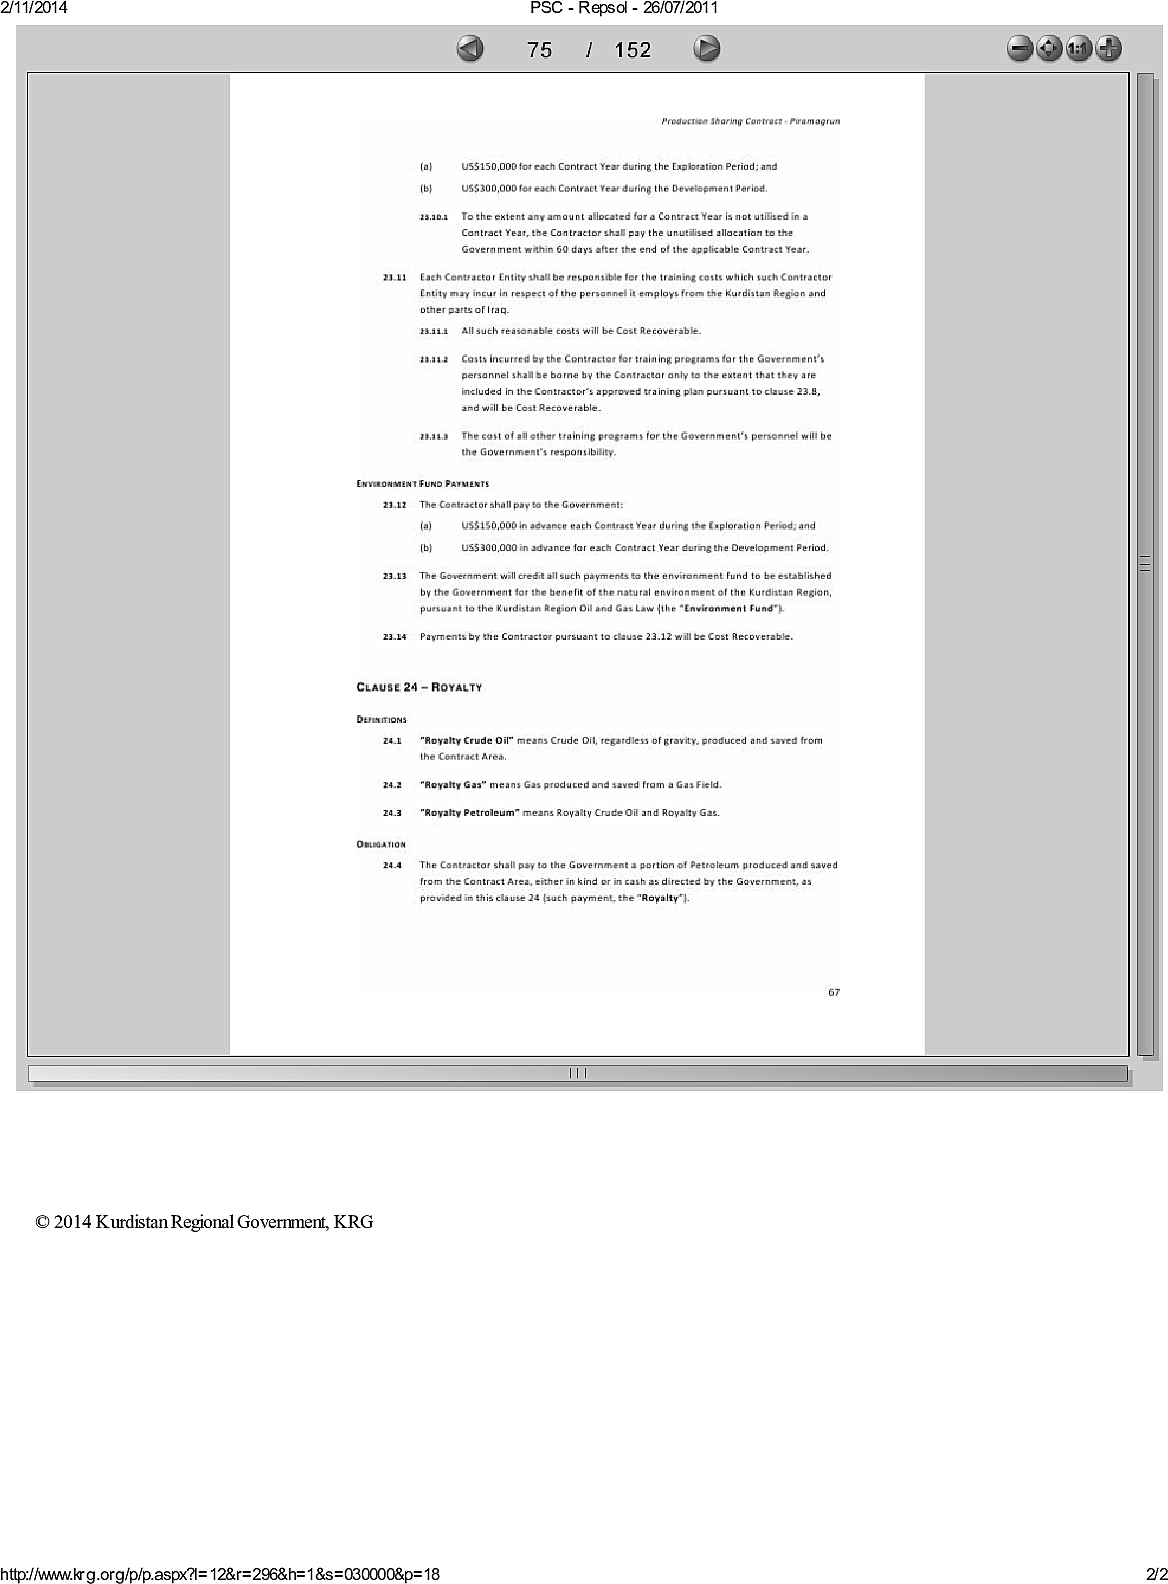 2/11/2014
PSC - Repsol - 26/07/2011
75 / 152
1:1
Production Sharing Contract - Piramagrun
(a) US$150,000 for each Contract Year during the Exploration Period; and
(b) US$300,000 for each Contract Year during the Development Period.
23.10.1 To the extent any amount allocated for a Contract Year is not utilised in a
Contract Year, the Contractor shall pay the unutilised allocation to the
Government within 60 days after the end of the applicable Contract Year.
23.11 Each Contractor Entity shall be responsible for the training costs which such Contractor
Entity may incur in respect of the personnel it employs from the Kurdistan Region and
other parts of Iraq.
23.11.1 All such reasonable costs will be Cost Recoverable.
23.11.2 Costs incurred by the Contractor for training programs for the Government's
personnel shall be borne by the Contractor only to the extent that they are
included in the Contractor's approved training plan pursuant to clause 23.8,
and will be Cost Recoverable.
23.11.3 The cost of all other training programs for the Government's personnel will be
the Government's responsibility.
ENVIRONMENT FUND PAYMENTS
23.12 The Contractor shall pay to the Government:
(a) US$150,000 in advance each Contract Year during the Exploration Period; and
(b) US$300,000 in advance for each Contract Year during the Development Period.
23.13 The Government will credit all such payments to the environment fund to be established
by the Government for the benefit of the natural environment of the Kurdistan Region,
pursuant to the Kurdistan Region Oil and Gas Law (the "Environment Fund").
23.14 Payments by the Contractor pursuant to clause 23.12 will be Cost Recoverable.
CLAUSE 24 – ROYALTY
DEFINITIONS
24.1 "Royalty Crude Oil" means Crude Oil, regardless of gravity, produced and saved from
the Contract Area.
24.2 "Royalty Gas" means Gas produced and saved from a Gas Field.
24.3 "Royalty Petroleum" means Royalty Crude Oil and Royalty Gas.
OBLIGATION
24.4 The Contractor shall pay to the Government a portion of Petroleum produced and saved
from the Contract Area, either in kind or in cash as directed by the Government, as
provided in this clause 24 (such payment, the "Royalty").
67
© 2014 Kurdistan Regional Government, KRG
http://www.krg.org/p/p.aspx?l=12&r=296&h=1&s=030000&p=18
2/2